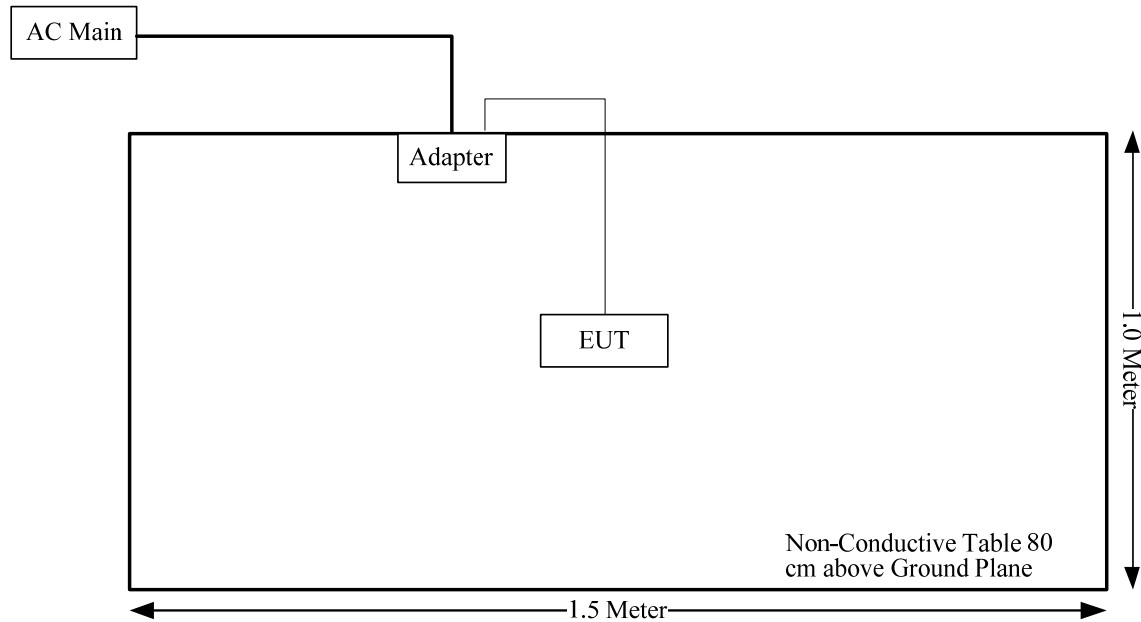 AC Main
Adapter
EUT
1.0 Meter
Non-Conductive Table 80
cm above Ground Plane
1.5 Meter